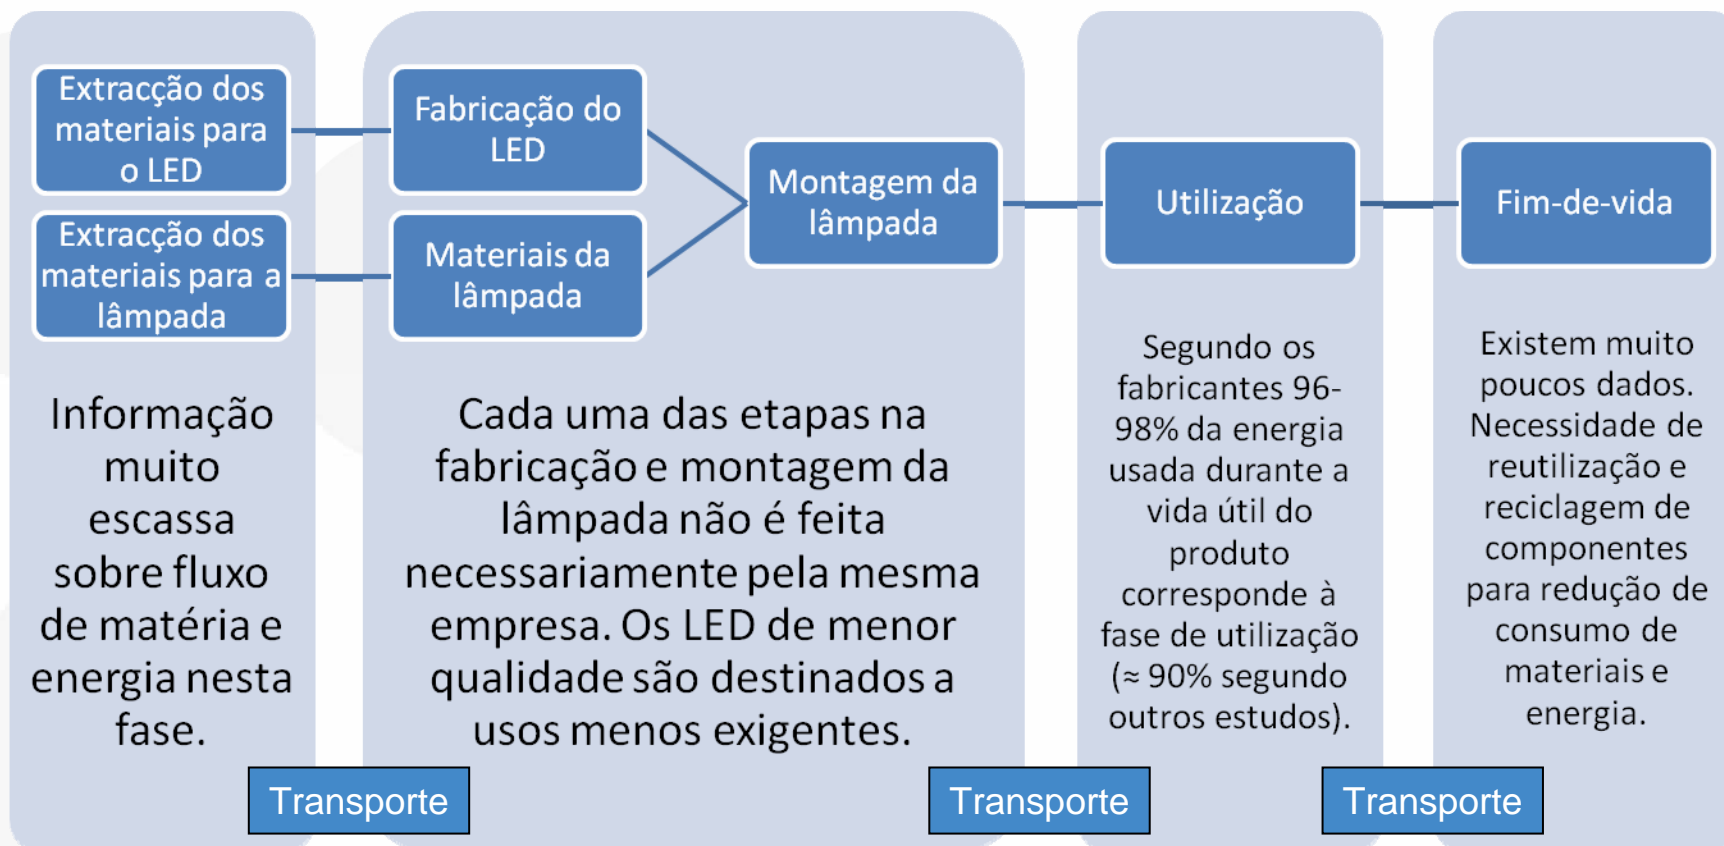 Extracção dos
materiais para
o LED
Extracção dos
materiais para a
lâmpada
Informação
muito
escassa
sobre fluxo
de matéria e
energia nesta
fase.
Fabricação do
LED
Materiais da
lâmpada
Montagem da
lâmpada
Cada uma das etapas na
fabricação e montagem da
lâmpada não é feita
necessariamente pela mesma
empresa. Os LED de menor
qualidade são destinados a
usos menos exigentes.
Utilização
Segundo os
fabricantes 96-
98% da energia
usada durante a
vida útil do
produto
corresponde à
fase de utilização
(≈ 90% segundo
outros estudos).
Fim-de-vida
Existem muito
poucos dados.
Necessidade de
reutilização e
reciclagem de
componentes
para redução de
consumo de
materiais e
energia.
Transporte
Transporte
Transporte